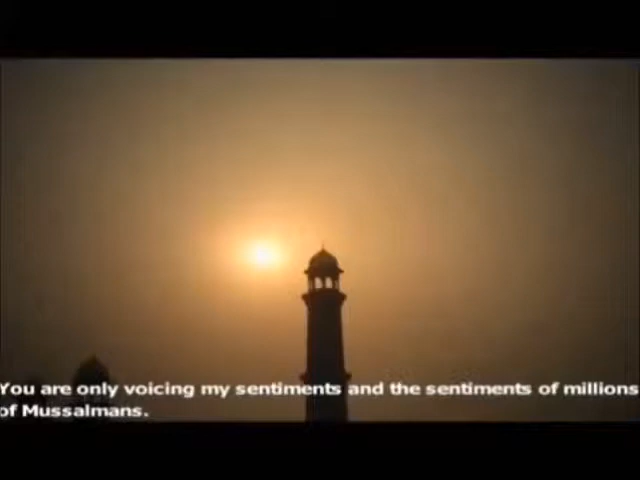 You are only voicing my sentiments and the sentiments of millions
of Mussalmans.